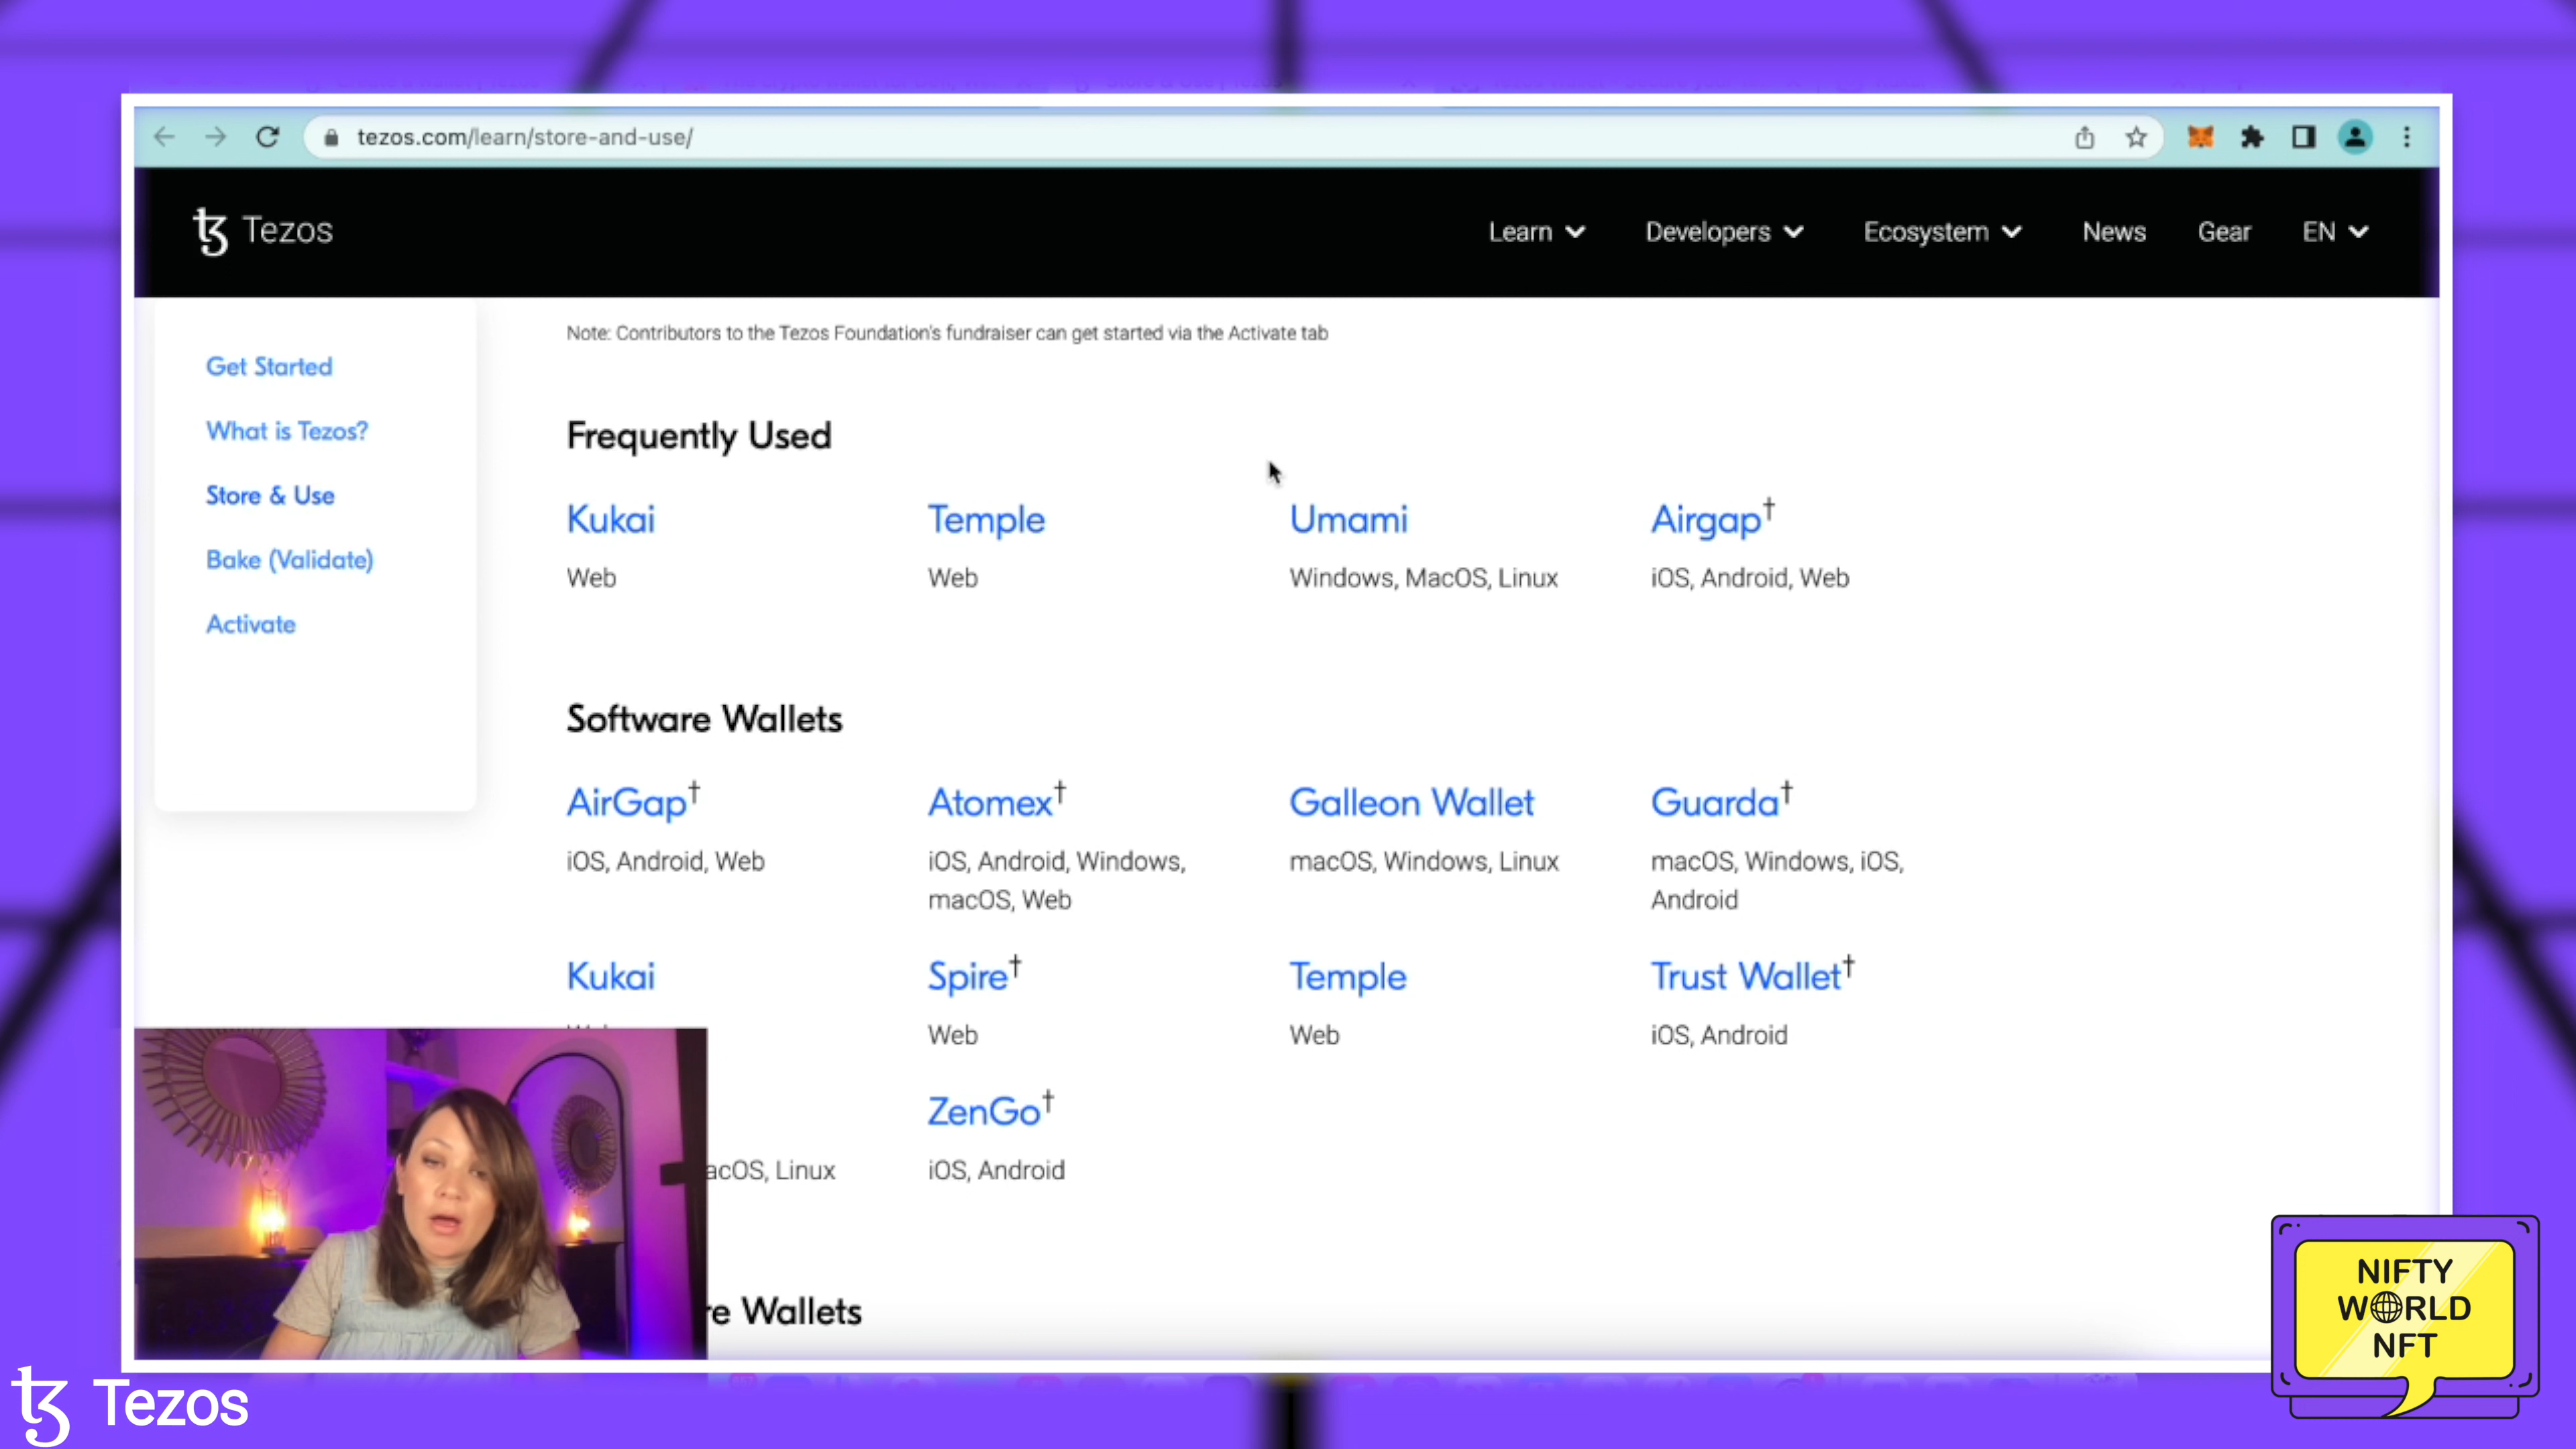 tezos.com/learn/store-and-use/
Tezos
Learn
Developers
Ecosystem
News
Gear
EN
Get Started
What is Tezos?
Store & Use
Bake (Validate)
Activate
Note: Contributors to the Tezos Foundation's fundraiser can get started via the Activate tab
Frequently Used
Kukai
Web
Temple
Web
Umami
Windows, MacOS, Linux
Airgap†
iOS, Android, Web
Software Wallets
AirGap†
iOS, Android, Web
Atomex†
iOS, Android, Windows,
macOS, Web
Galleon Wallet
macOS, Windows, Linux
Guarda†
macOS, Windows, iOS,
Android
Kukai
Spire†
Web
Temple
Web
Trust Wallet†
iOS, Android
acOS, Linux
ZenGo†
iOS, Android
re Wallets
Tezos
NIFTY
WORLD
NFT